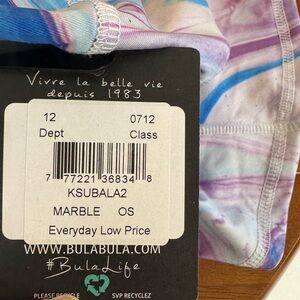 Vivre la belle vie
depuis 1983
12 0712
Dept Class
7 77221 36834 8
KSUBALA2
MARBLE OS
Everyday Low Price
WWW.BULABULA.COM
#BulaLife
PLEASE RECYCLE SVP RECYCLEZ